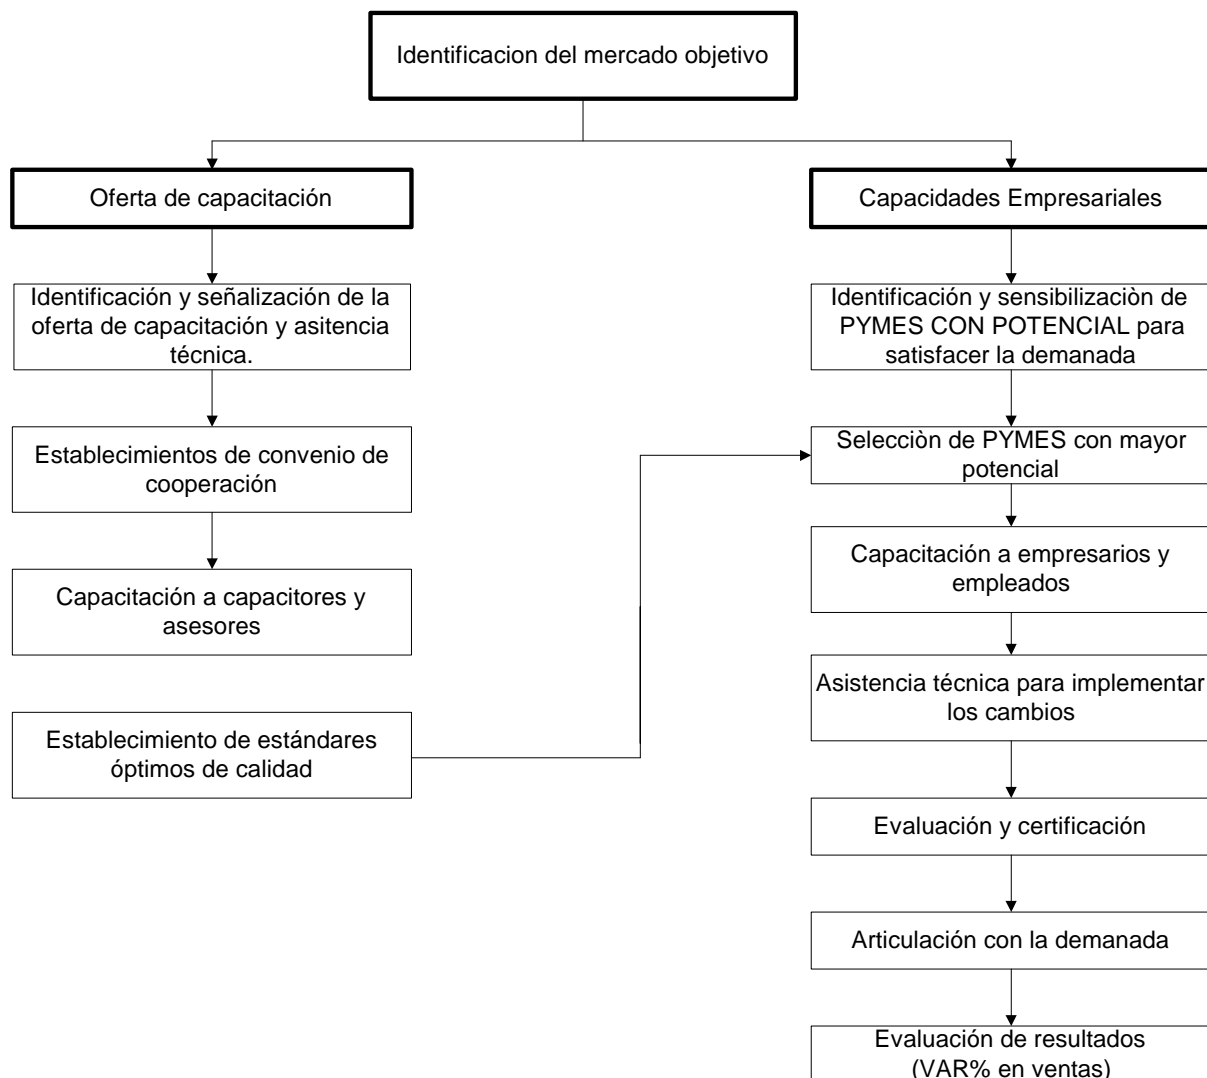 Identificacion del mercado objetivo
Oferta de capacitación
Capacidades Empresariales
Identificación y señalización de la
oferta de capacitación y asitencia
técnica.
Identificación y sensibilizaciòn de
PYMES CON POTENCIAL para
satisfacer la demanada
Establecimientos de convenio de
cooperación
Selecciòn de PYMES con mayor
potencial
Capacitación a capacitores y
asesores
Capacitación a empresarios y
empleados
Establecimiento de estándares
óptimos de calidad
Asistencia técnica para implementar
los cambios
Evaluación y certificación
Articulación con la demanada
Evaluación de resultados
(VAR% en ventas)